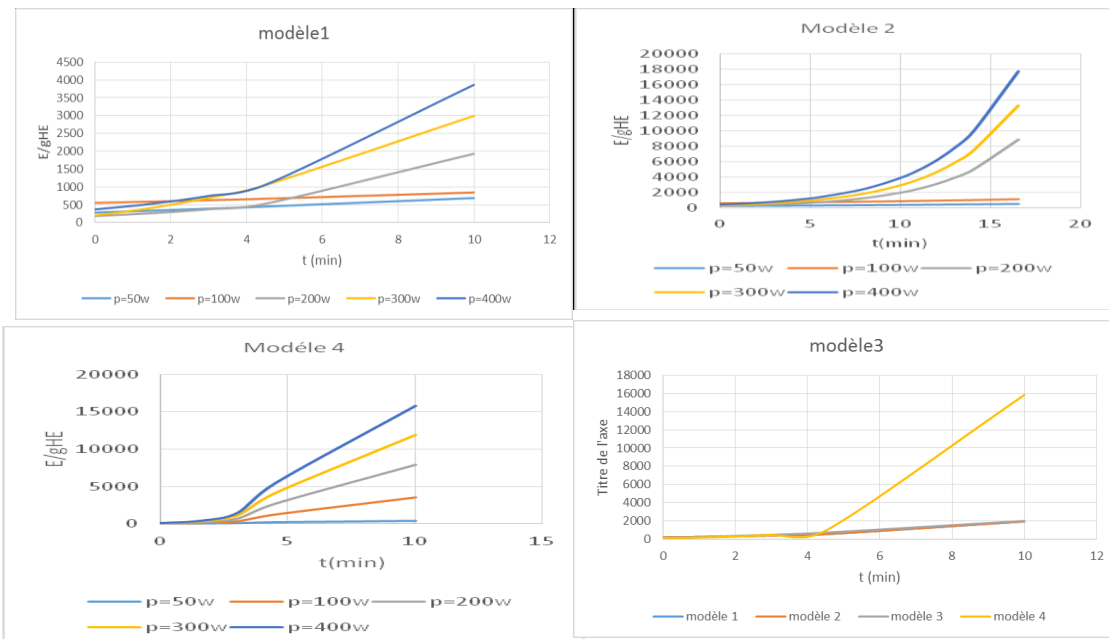 modèle1
4500
4000
3500
3000
2500
2000
1500
1000
500
0
E/gHE
0 2 4 6 8 10 12
t (min)
p=50w p=100w p=200w p=300w p=400w
Modèle 2
20000
18000
16000
14000
12000
10000
8000
6000
4000
2000
0
E/gHE
0 5 10 15 20
t(min)
p=50w p=100w p=200w
p=300w p=400w
Modéle 4
20000
15000
10000
5000
0
E/gHE
0 5 10 15
t(min)
p=50w p=100w p=200w
p=300w p=400w
modèle3
18000
16000
14000
12000
10000
8000
6000
4000
2000
0
Titre de l'axe
0 2 4 6 8 10 12
t (min)
modèle 1 modèle 2 modèle 3 modèle 4